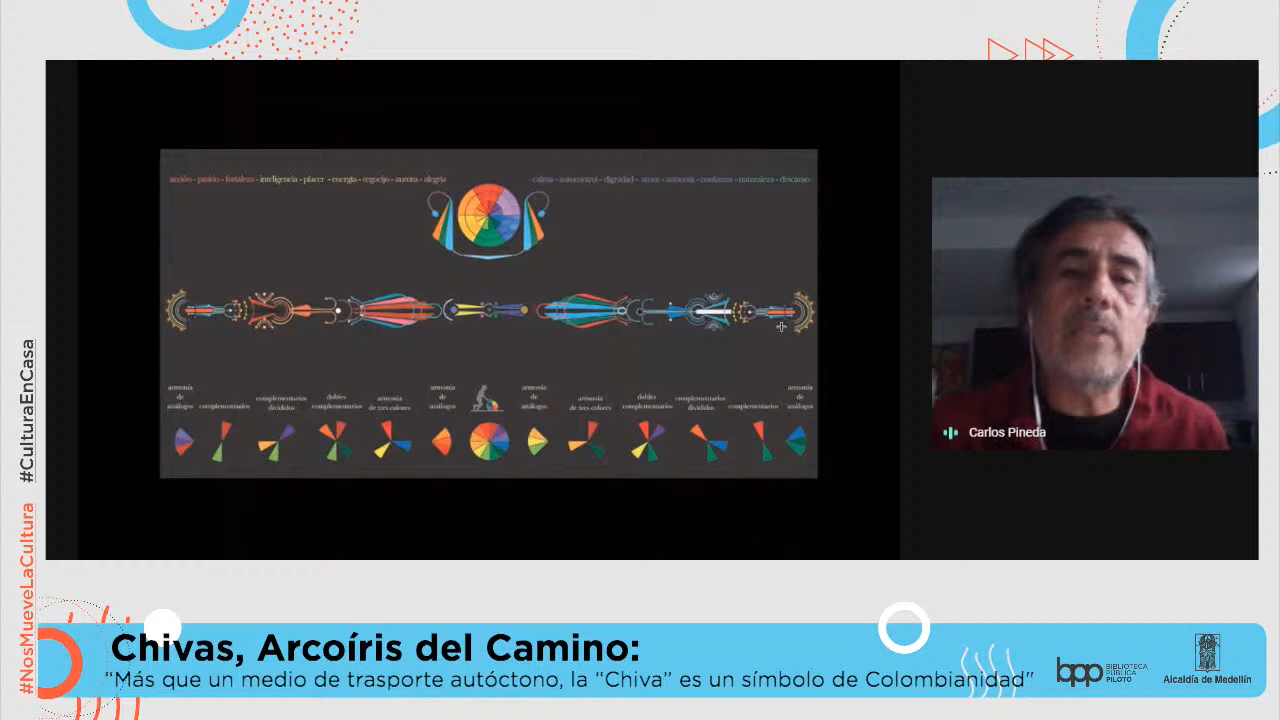 acción - pasión - fortaleza - inteligencia - placer - energía - regocijo - aurora - alegría
calma - autocontrol - dignidad - amor - armonía - confianza - naturaleza - descanso
armonía de análogos
complementarios
complementarios divididos
dobles complementarios
armonía de tres colores
armonía de análogos
armonía de análogos
armonía de tres colores
dobles complementarios
complementarios divididos
complementarios
armonía de análogos
Carlos Pineda
#NosMueveLaCultura #CulturaEnCasa
Chivas, Arcoíris del Camino:
“Más que un medio de trasporte autóctono, la “Chiva” es un símbolo de Colombianidad"
bpp BIBLIOTECA PÚBLICA PILOTO
Alcaldía de Medellín